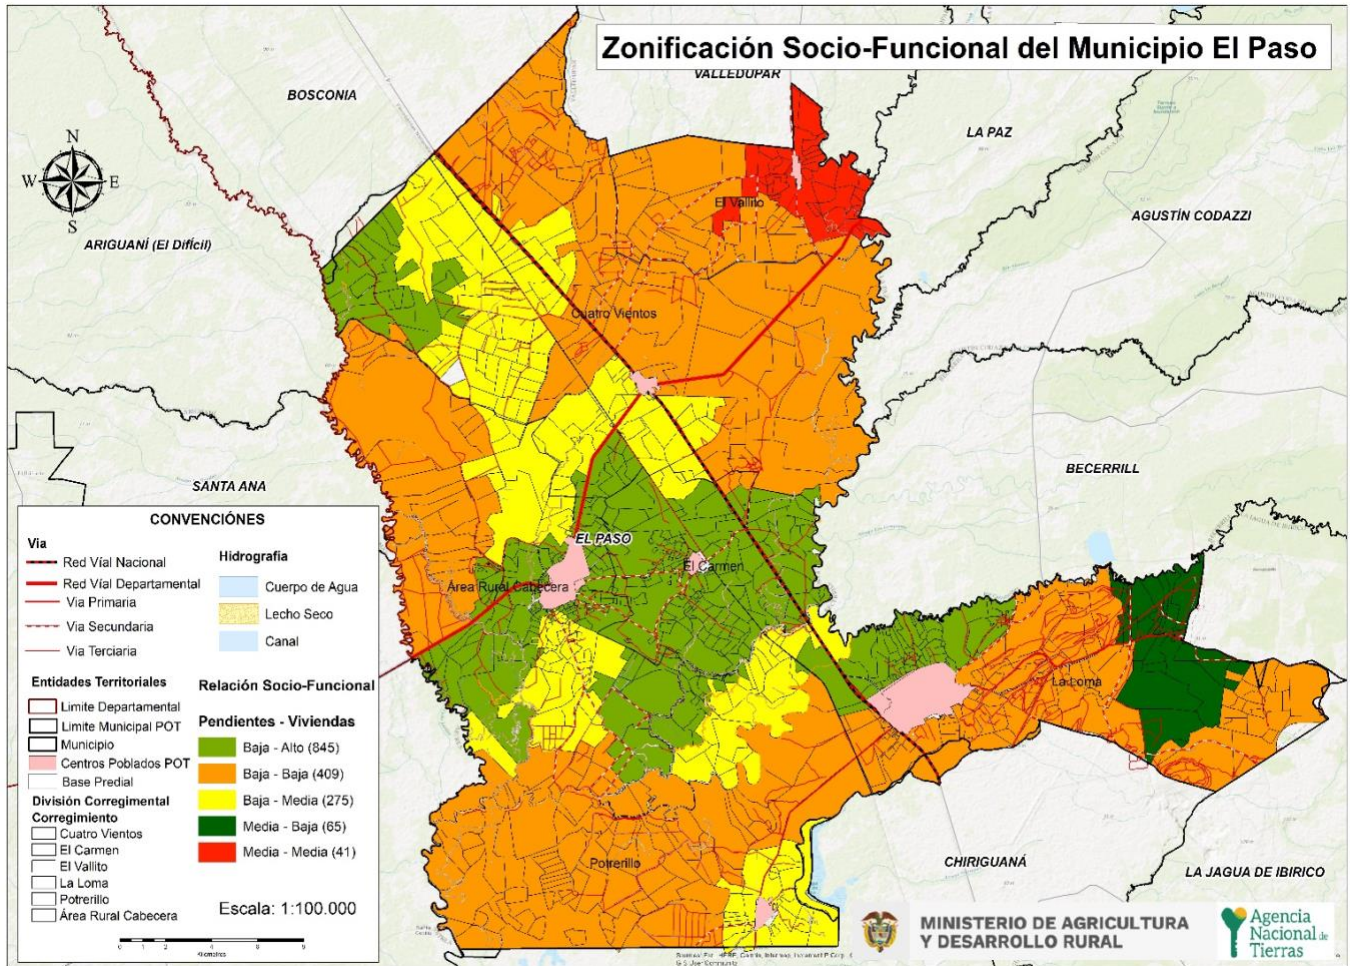 Zonificación Socio-Funcional del Municipio El Paso
VALLEDUPAR
BOSCONIA
LA PAZ
N
W E
S
AGUSTÍN CODAZZI
ARIGUANÍ (El Difícil)
El Vallito
Cuatro Vientos
BECERRILL
SANTA ANA
EL PASO
El Carmen
Área Rural Cabecera
La Loma
Potrerillo
CHIRIGUANÁ
LA JAGUA DE IBIRICO
CONVENCIÓNES
Via
Red Víal Nacional
Red Víal Departamental
Via Primaria
Via Secundaria
Via Terciaria
Hidrografía
Cuerpo de Agua
Lecho Seco
Canal
Entidades Territoriales
Limite Departamental
Limite Municipal POT
Municipio
Centros Poblados POT
Base Predial
División Corregimental
Corregimiento
Cuatro Vientos
El Carmen
El Vallito
La Loma
Potrerillo
Área Rural Cabecera
Relación Socio-Funcional
Pendientes - Viviendas
Baja - Alto (845)
Baja - Baja (409)
Baja - Media (275)
Media - Baja (65)
Media - Media (41)
Escala: 1:100.000
MINISTERIO DE AGRICULTURA
Y DESARROLLO RURAL
Agencia
Nacional de
Tierras